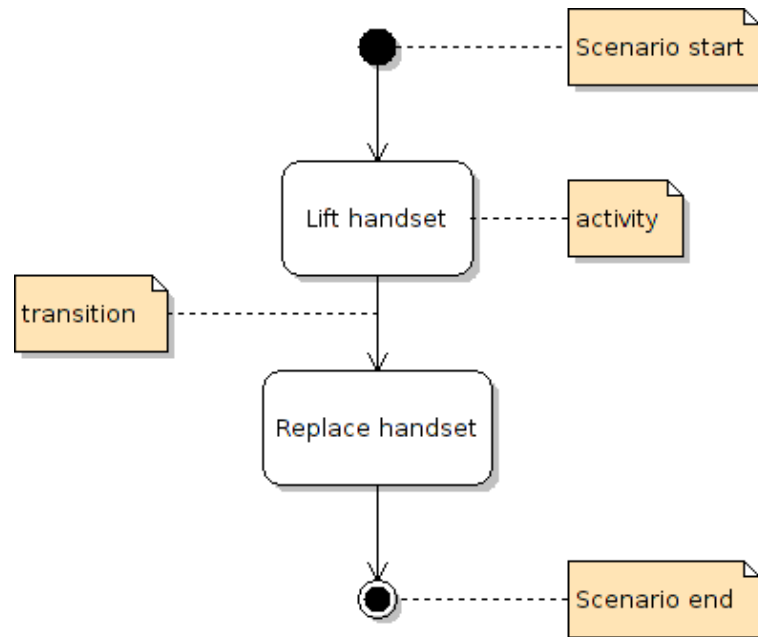 Scenario start
Lift handset
activity
transition
Replace handset
Scenario end